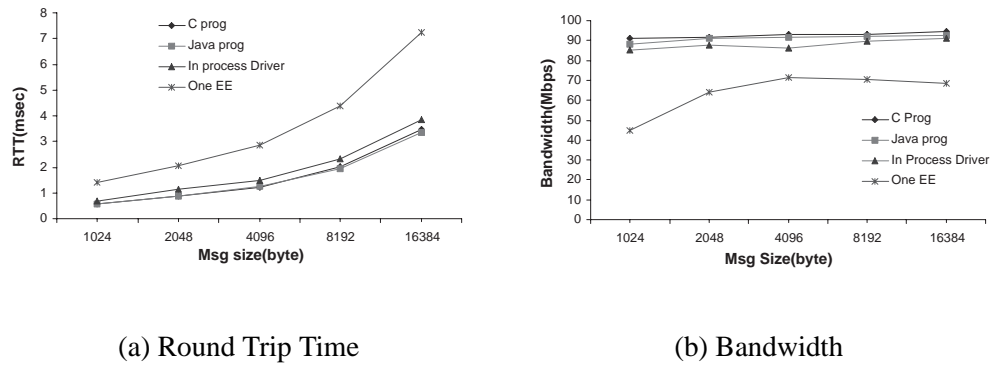 8
7
6
5
4
3
2
1
0
RTT(msec)
C prog
Java prog
In process Driver
One EE
1024 2048 4096 8192 16384
Msg size(byte)
(a) Round Trip Time
100
90
80
70
60
50
40
30
20
10
0
Bandwidth(Mbps)
C Prog
Java prog
In Process Driver
One EE
1024 2048 4096 8192 16384
Msg Size(byte)
(b) Bandwidth